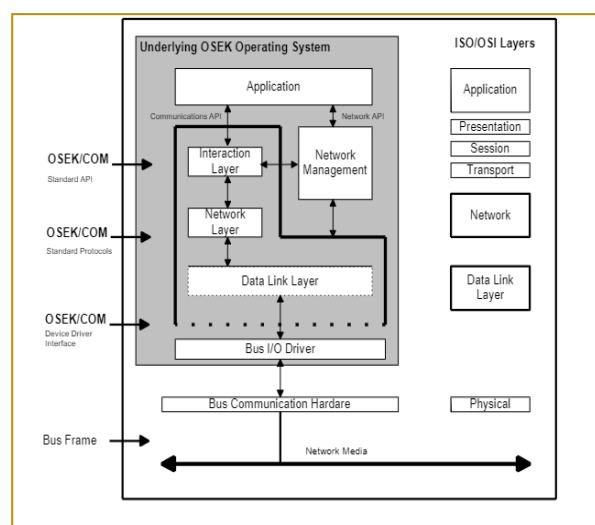 Underlying OSEK Operating System
ISO/OSI Layers
Application
Application
Communications API
Network API
Presentation
Session
Transport
OSEK/COM
Standard API
Interaction
Layer
Network
Management
OSEK/COM
Standard Protocols
Network
Layer
Network
Data Link Layer
Data Link
Layer
OSEK/COM
Device Driver
Interface
Bus I/O Driver
Bus Communication Hardare
Physical
Bus Frame
Network Media